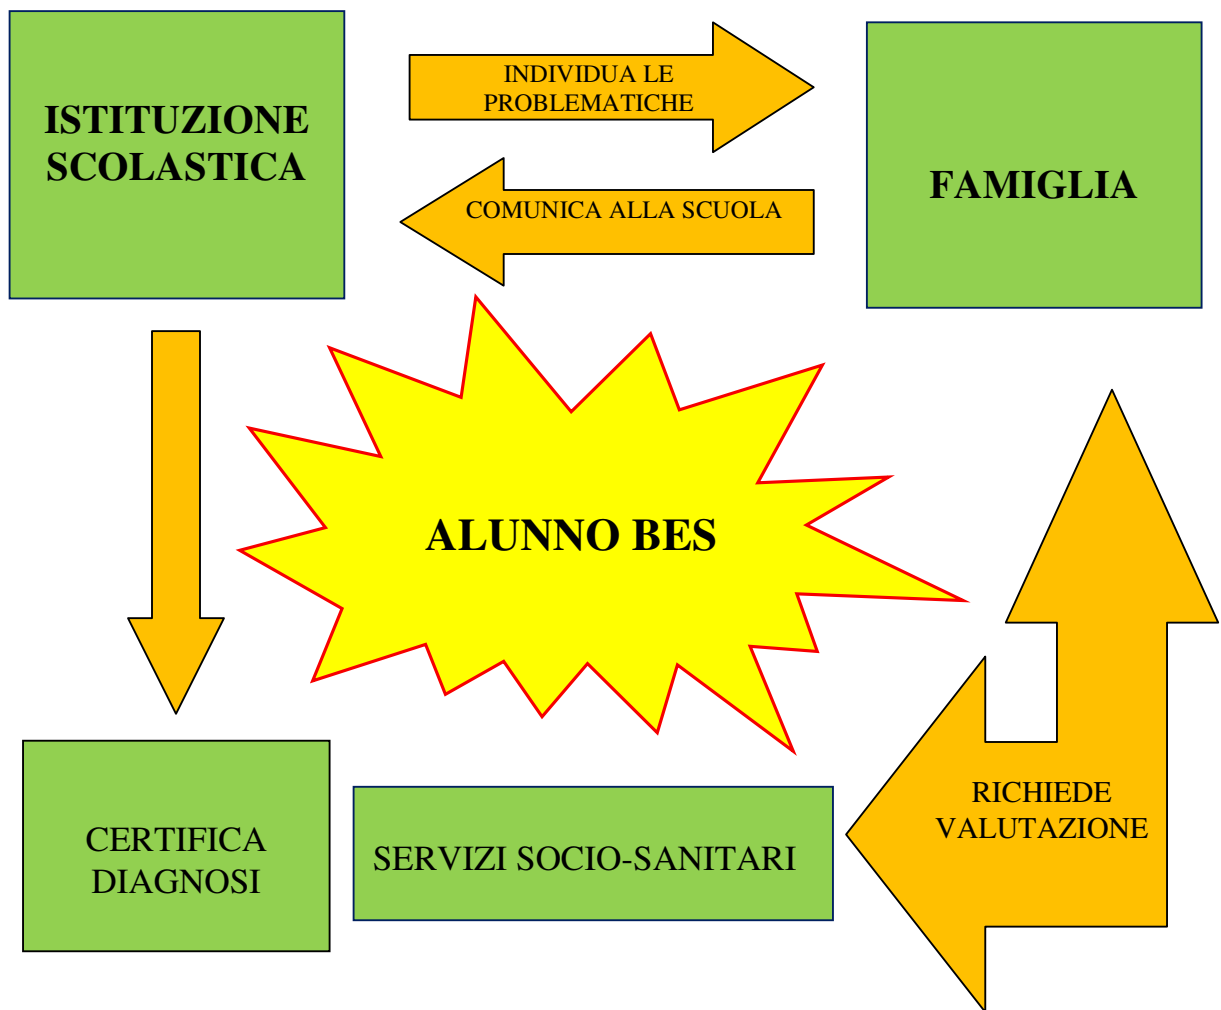 ISTITUZIONE
SCOLASTICA
INDIVIDUA LE
PROBLEMATICHE
COMUNICA ALLA SCUOLA
FAMIGLIA
ALUNNO BES
CERTIFICA
DIAGNOSI
SERVIZI SOCIO-SANITARI
RICHIEDE
VALUTAZIONE